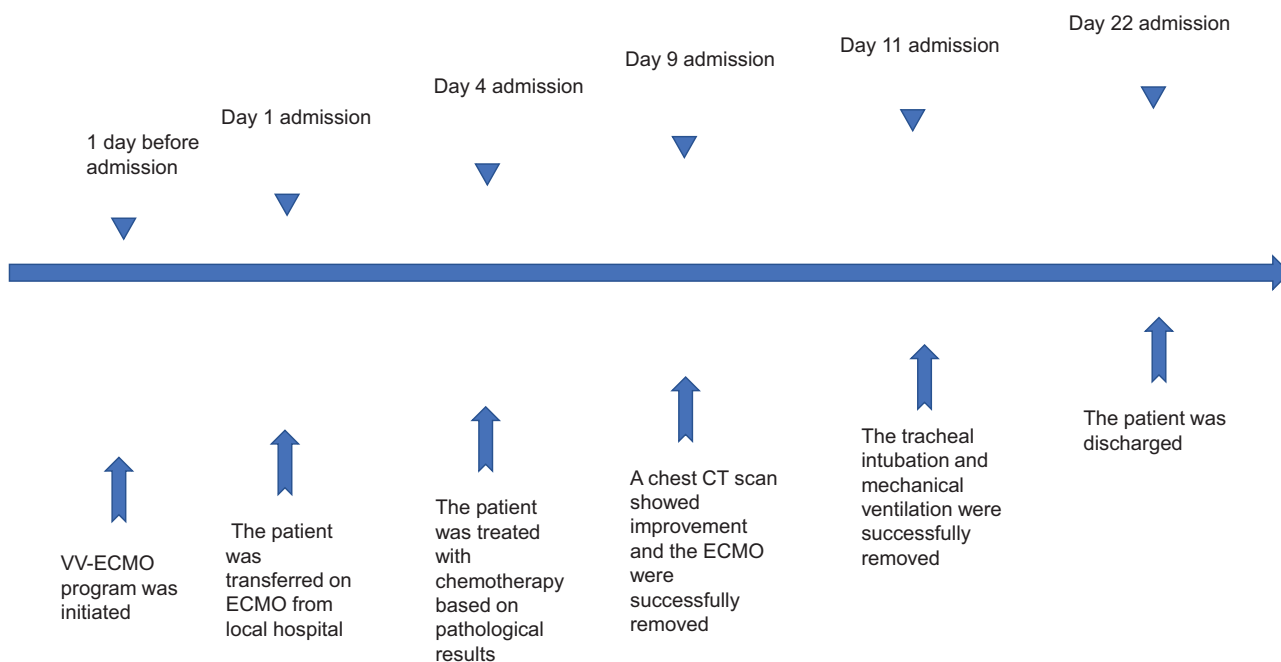 1 day before
admission
Day 1 admission
Day 4 admission
Day 9 admission
Day 11 admission
Day 22 admission
VV-ECMO
program was
initiated
The patient
was
transferred on
ECMO from
local hospital
The patient
was treated
with
chemotherapy
based on
pathological
results
A chest CT scan
showed
improvement
and the ECMO
were
successfully
removed
The tracheal
intubation and
mechanical
ventilation were
successfully
removed
The patient was
discharged